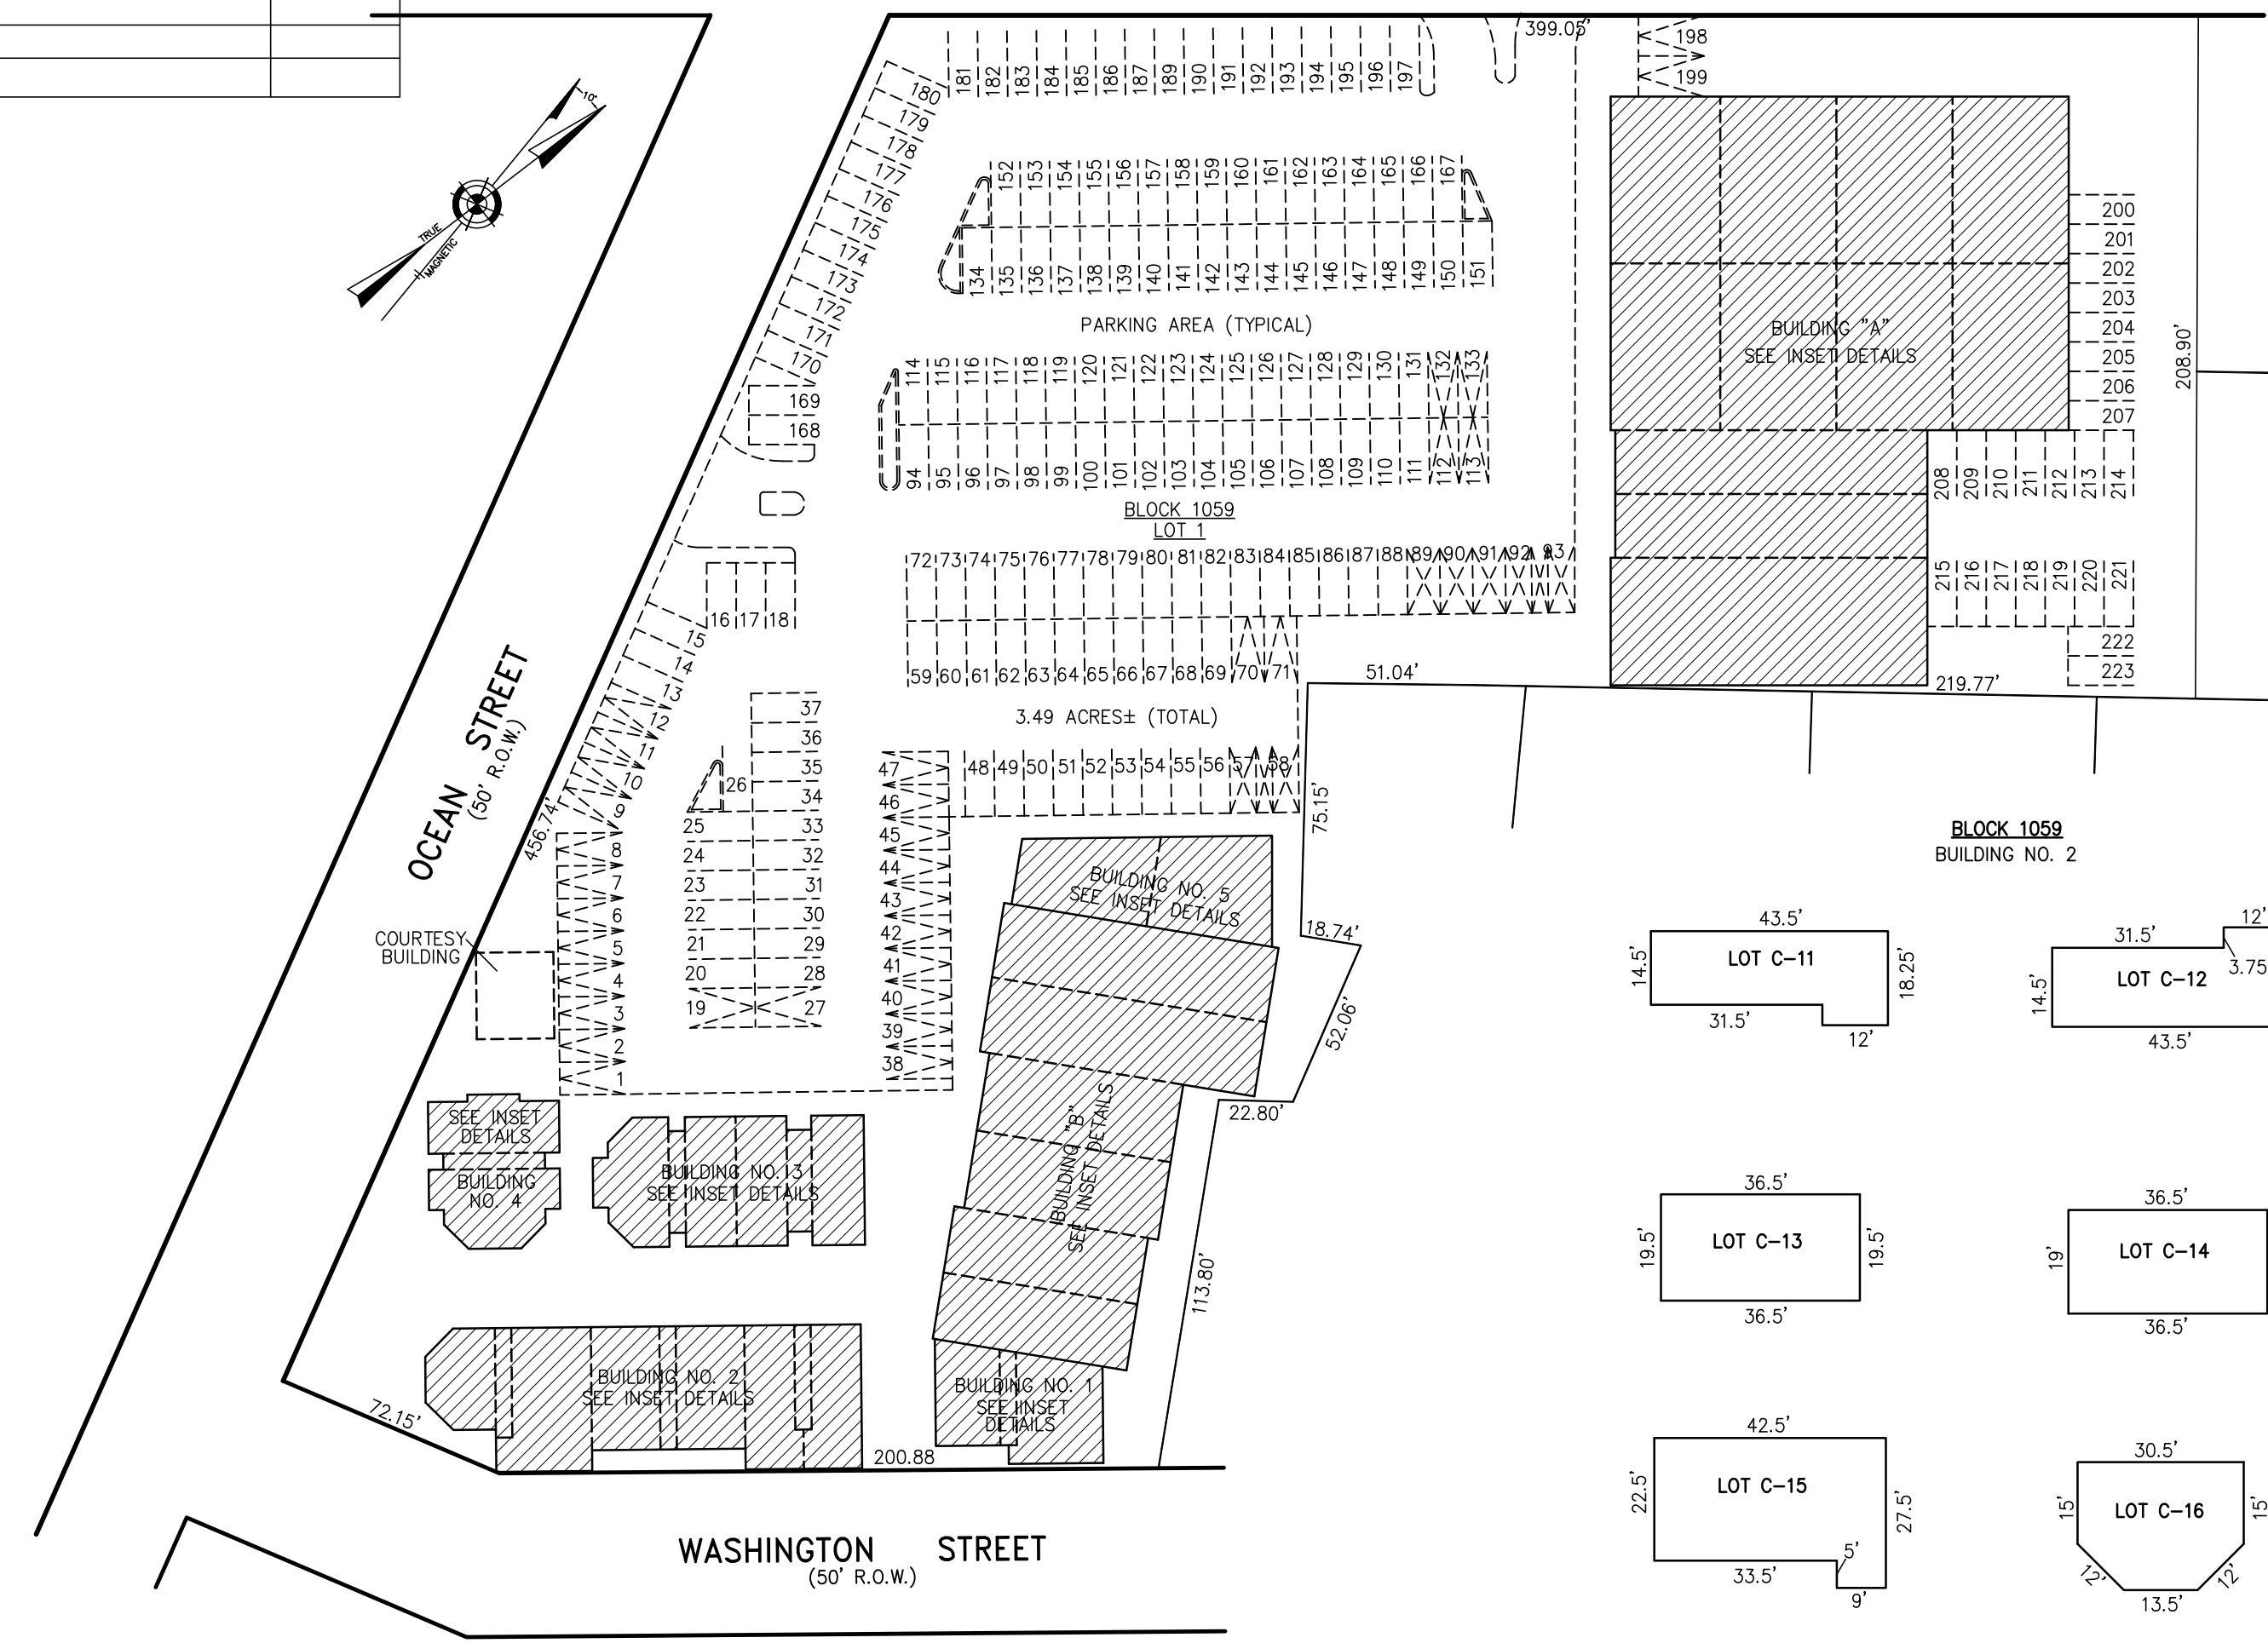 399.05'
198
199
181 182 183 184 185 186 187 189 190 191 192 193 194 195 196 197
180
179
178
177
176
175
174
173
172
171
170
169
168
10°
TRUE
MAGNETIC
152 153 154 155 156 157 158 159 160 161 162 163 164 165 166 167
134 135 136 137 138 139 140 141 142 143 144 145 146 147 148 149 150 151
PARKING AREA (TYPICAL)
114 115 116 117 118 119 120 121 122 123 124 125 126 127 128 129 130 131 132 133
94 95 96 97 98 99 100 101 102 103 104 105 106 107 108 109 110 111 112 113
BLOCK 1059
LOT 1
72 73 74 75 76 77 78 79 80 81 82 83 84 85 86 87 88 89 90 91 92 93
59 60 61 62 63 64 65 66 67 68 69 70 71
3.49 ACRES± (TOTAL)
48 49 50 51 52 53 54 55 56 57 58
BUILDING "A"
SEE INSET DETAILS
200
201
202
203
204
205
206
207
208 209 210 211 212 213 214
215 216 217 218 219 220 221
222
223
208.90'
219.77'
51.04'
75.15'
18.74'
52.06'
22.80'
113.80'
16 17 18
15
14
13
12
11
10
9
8
7
6
5
4
3
2
1
37
36
35
34
33
32
31
30
29
28
27
26
25
24
23
22
21
20
19
47
46
45
44
43
42
41
40
39
38
OCEAN STREET
(50' R.O.W.)
456.74'
COURTESY
BUILDING
BUILDING NO. 5
SEE INSET DETAILS
BUILDING "B"
SEE INSET DETAILS
SEE INSET
DETAILS
BUILDING
NO. 4
BUILDING NO. 3
SEE INSET DETAILS
BUILDING NO. 2
SEE INSET DETAILS
BUILDING NO. 1
SEE INSET
DETAILS
72.15'
200.88
WASHINGTON STREET
(50' R.O.W.)
BLOCK 1059
BUILDING NO. 2
43.5'
14.5'
LOT C-11
18.25'
31.5'
12'
31.5'
12'
3.75
14.5'
LOT C-12
43.5'
36.5'
19.5'
LOT C-13
19.5'
36.5'
36.5'
19'
LOT C-14
36.5'
42.5'
22.5'
LOT C-15
27.5'
5'
33.5'
9'
30.5'
15'
LOT C-16
15'
12'
12'
13.5'